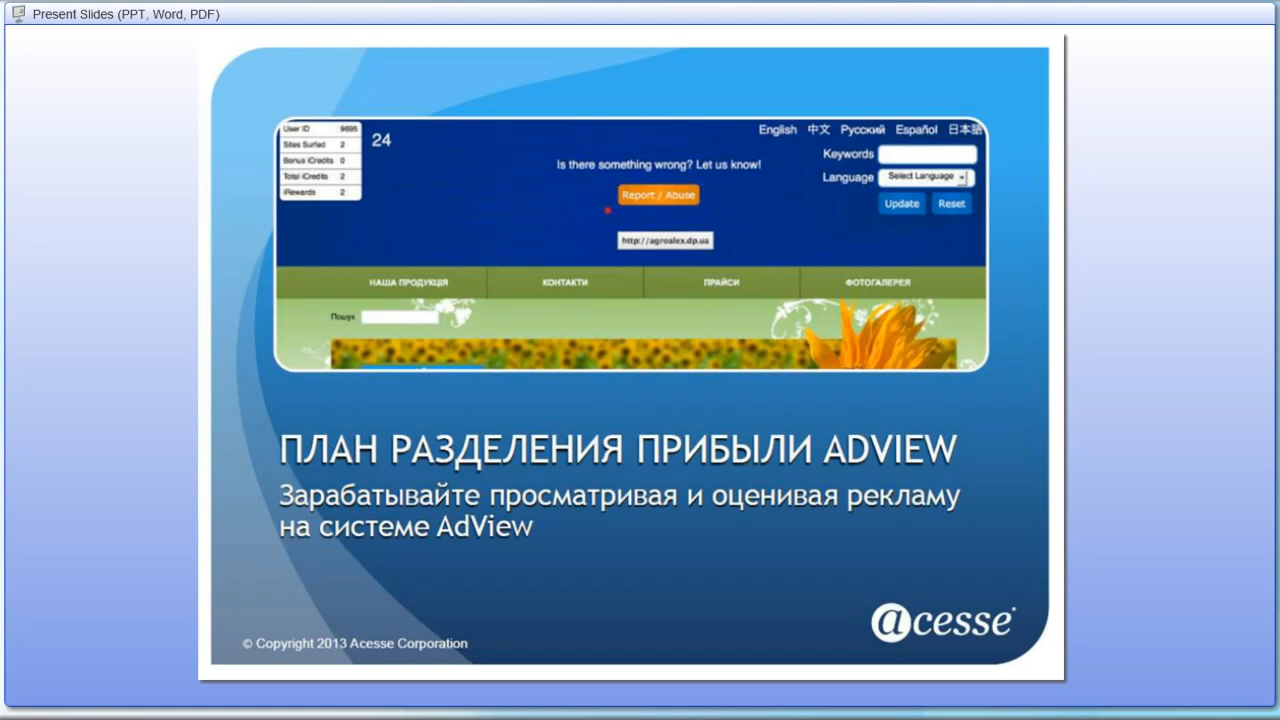 Present Slides (PPT, Word, PDF)
User ID 9695
Sites Surfed 2
Bonus iCredits 0
Total iCredits 2
iRewards 2
24
English 中文 Русский Español 日本語
Is there something wrong? Let us know!
Keywords
Language Select Language
Report / Abuse
Update Reset
http://agroalex.dp.ua
НАША ПРОДУКЦІЯ КОНТАКТИ ПРАЙСИ ФОТОГАЛЕРЕЯ
Пошук
ПЛАН РАЗДЕЛЕНИЯ ПРИБЫЛИ ADVIEW
Зарабатывайте просматривая и оценивая рекламу
на системе AdView
acesse
© Copyright 2013 Acesse Corporation